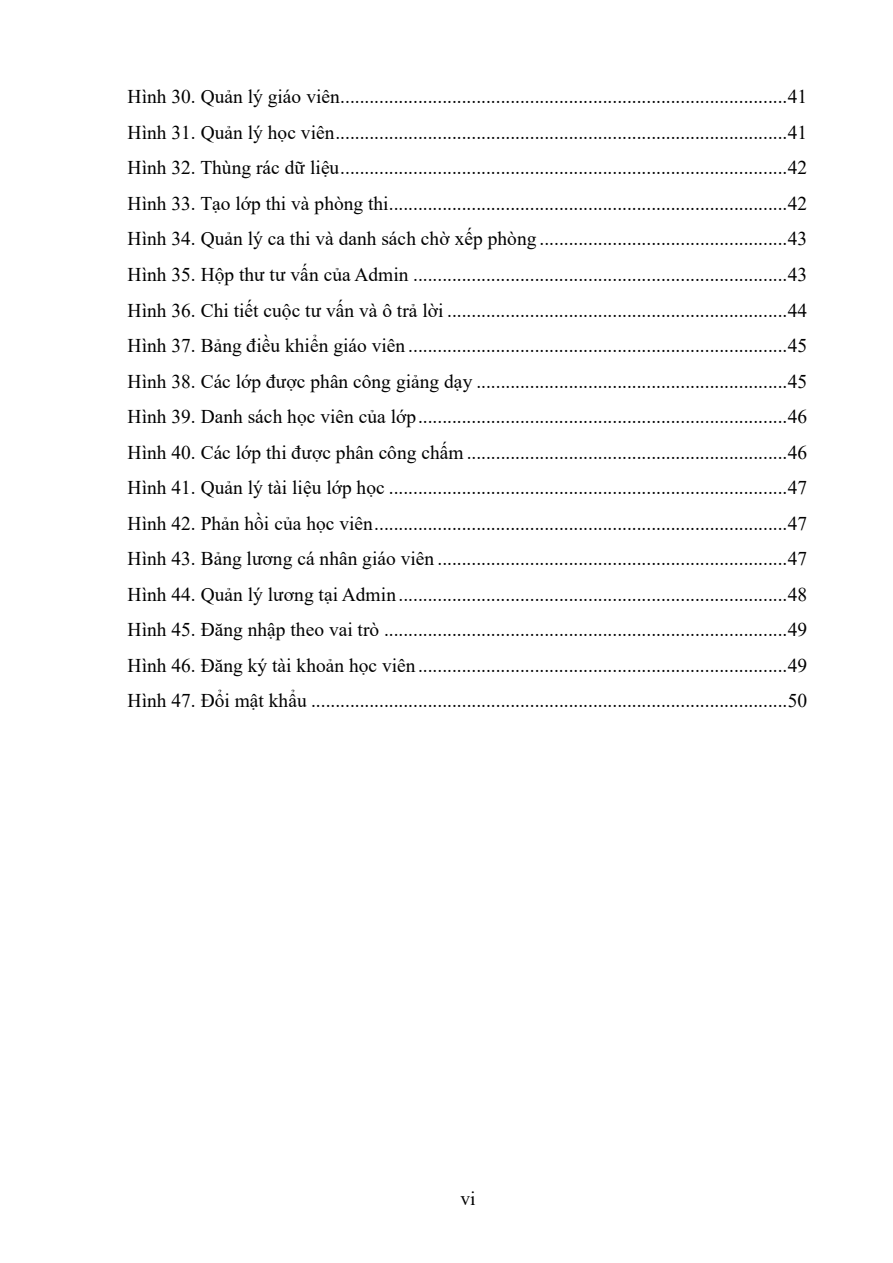 Hình 30. Quản lý giáo viên............................................................................................41
Hình 31. Quản lý học viên.............................................................................................41
Hình 32. Thùng rác dữ liệu............................................................................................42
Hình 33. Tạo lớp thi và phòng thi..................................................................................42
Hình 34. Quản lý ca thi và danh sách chờ xếp phòng...................................................43
Hình 35. Hộp thư tư vấn của Admin .............................................................................43
Hình 36. Chi tiết cuộc tư vấn và ô trả lời ......................................................................44
Hình 37. Bảng điều khiển giáo viên ..............................................................................45
Hình 38. Các lớp được phân công giảng dạy ................................................................45
Hình 39. Danh sách học viên của lớp............................................................................46
Hình 40. Các lớp thi được phân công chấm ..................................................................46
Hình 41. Quản lý tài liệu lớp học ..................................................................................47
Hình 42. Phản hồi của học viên.....................................................................................47
Hình 43. Bảng lương cá nhân giáo viên ........................................................................47
Hình 44. Quản lý lương tại Admin ................................................................................48
Hình 45. Đăng nhập theo vai trò ...................................................................................49
Hình 46. Đăng ký tài khoản học viên ............................................................................49
Hình 47. Đổi mật khẩu ..................................................................................................50
vi